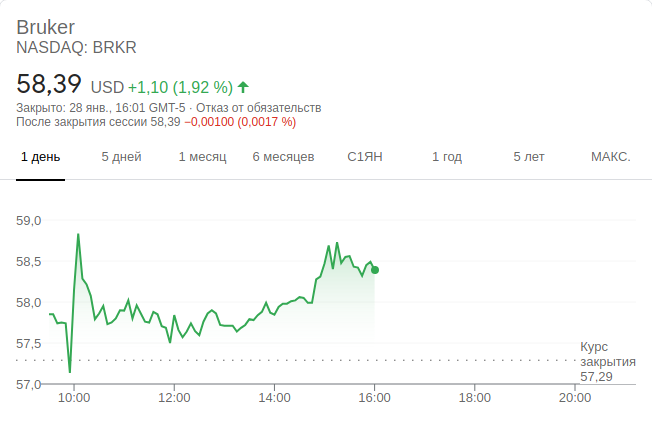 Bruker
NASDAQ: BRKR
58,39 USD +1,10 (1,92 %)
Закрыто: 28 янв., 16:01 GMT-5 · Отказ от обязательств
После закрытия сессии 58,39 −0,00100 (0,0017 %)
1 день 5 дней 1 месяц 6 месяцев С1ЯН 1 год 5 лет МАКС.
59,0
58,5
58,0
57,5
57,0
Курс
закрытия
57,29
10:00 12:00 14:00 16:00 18:00 20:00